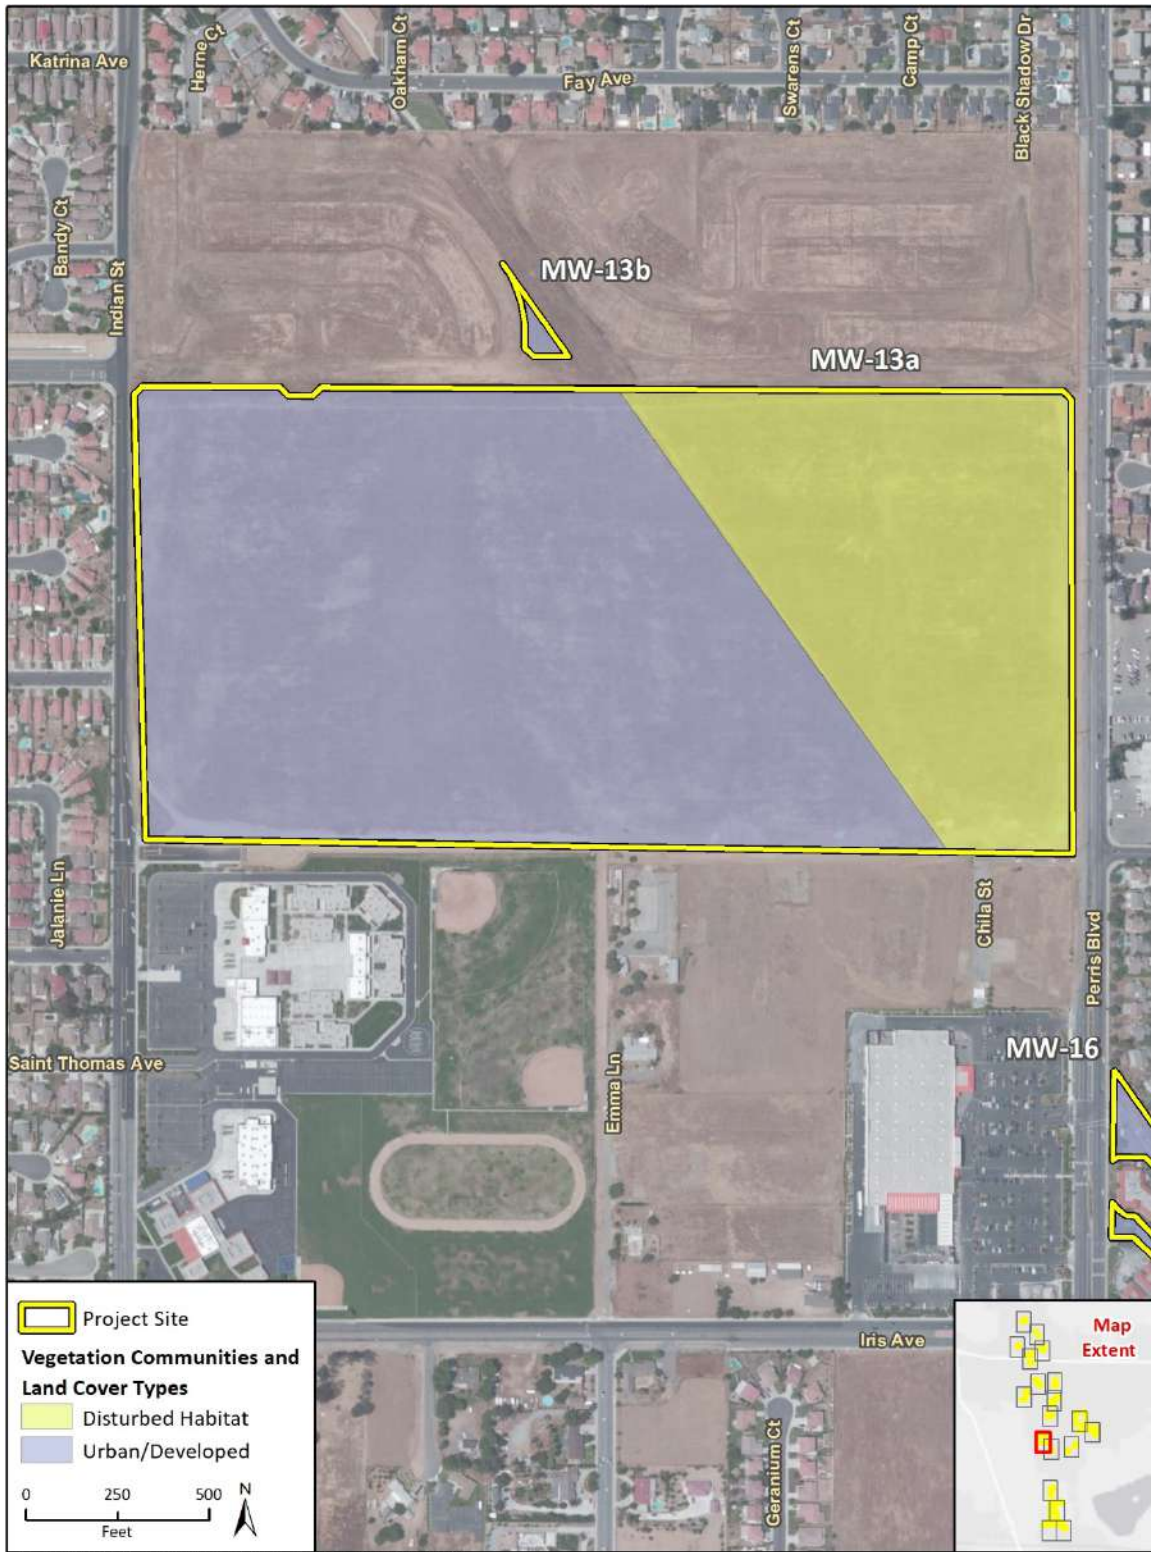 Katrina Ave
Herne Ct
Oakham Ct
Fay Ave
Swarens Ct
Camp Ct
Black Shadow Dr
Bandy Ct
Indian St
MW-13b
MW-13a
Jalanie Ln
Chila St
Perris Blvd
MW-16
Saint Thomas Ave
Emma Ln
Iris Ave
Geranium Ct
Project Site
Vegetation Communities and
Land Cover Types
Disturbed Habitat
Urban/Developed
0 250 500
Feet
N
Map
Extent